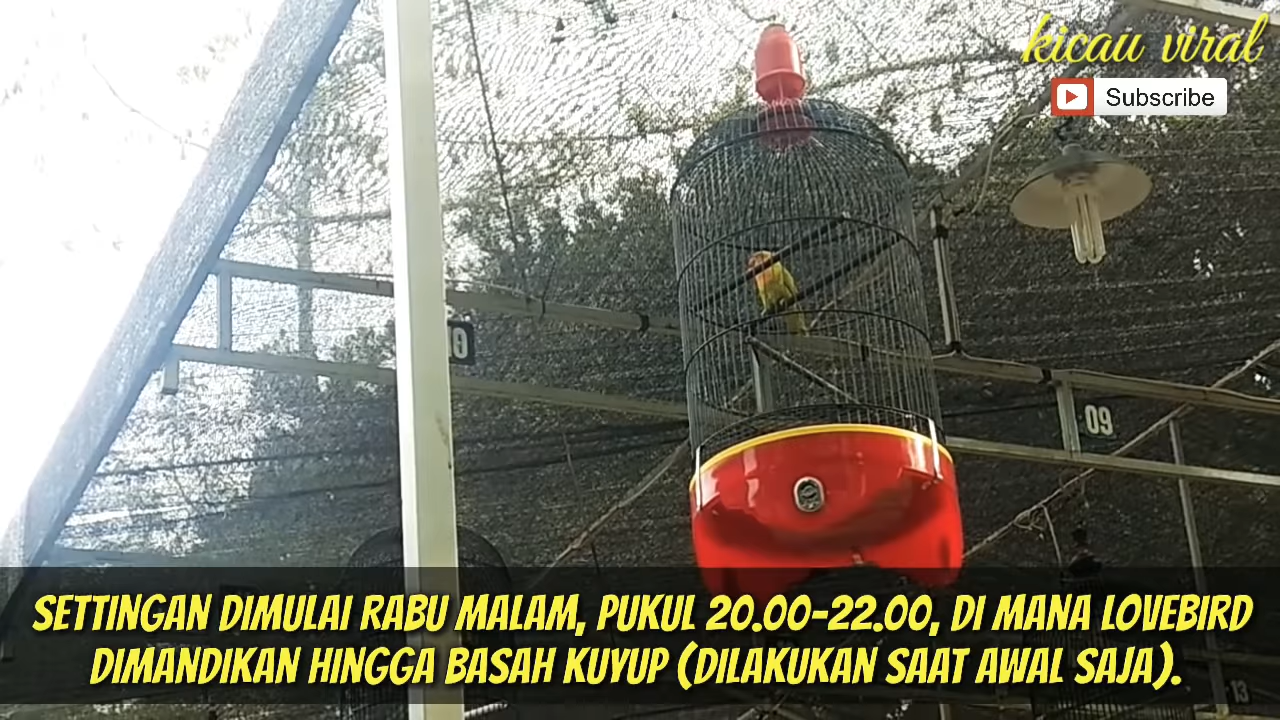 kicau viral
Subscribe
10
09
SETTINGAN DIMULAI RABU MALAM, PUKUL 20.00-22.00, DI MANA LOVEBIRD
DIMANDIKAN HINGGA BASAH KUYUP (DILAKUKAN SAAT AWAL SAJA).
13